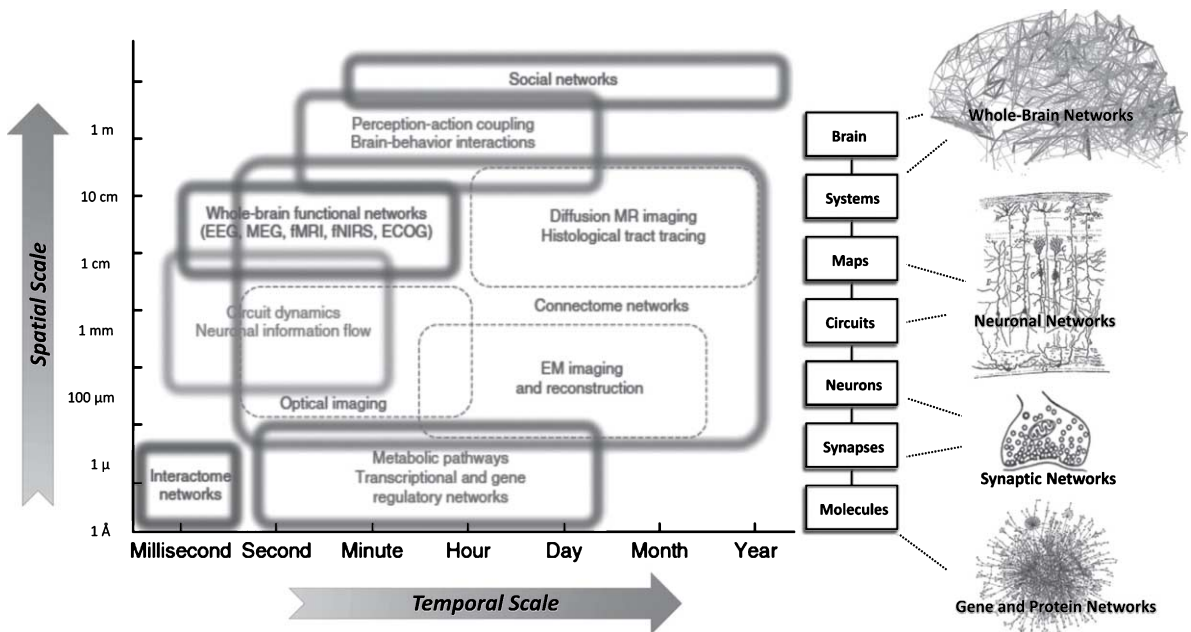 Social networks
Perception-action coupling
Brain-behavior interactions
Whole-brain functional networks
(EEG, MEG, fMRI, fNIRS, ECOG)
Diffusion MR imaging
Histological tract tracing
Circuit dynamics
Neuronal information flow
Connectome networks
EM imaging
and reconstruction
Optical imaging
Metabolic pathways
Transcriptional and gene
regulatory networks
Interactome
networks
Spatial Scale
1 m
10 cm
1 cm
1 mm
100 μm
1 μ
1 Å
Millisecond Second Minute Hour Day Month Year
Temporal Scale
Brain
Systems
Maps
Circuits
Neurons
Synapses
Molecules
Whole-Brain Networks
Neuronal Networks
Synaptic Networks
Gene and Protein Networks